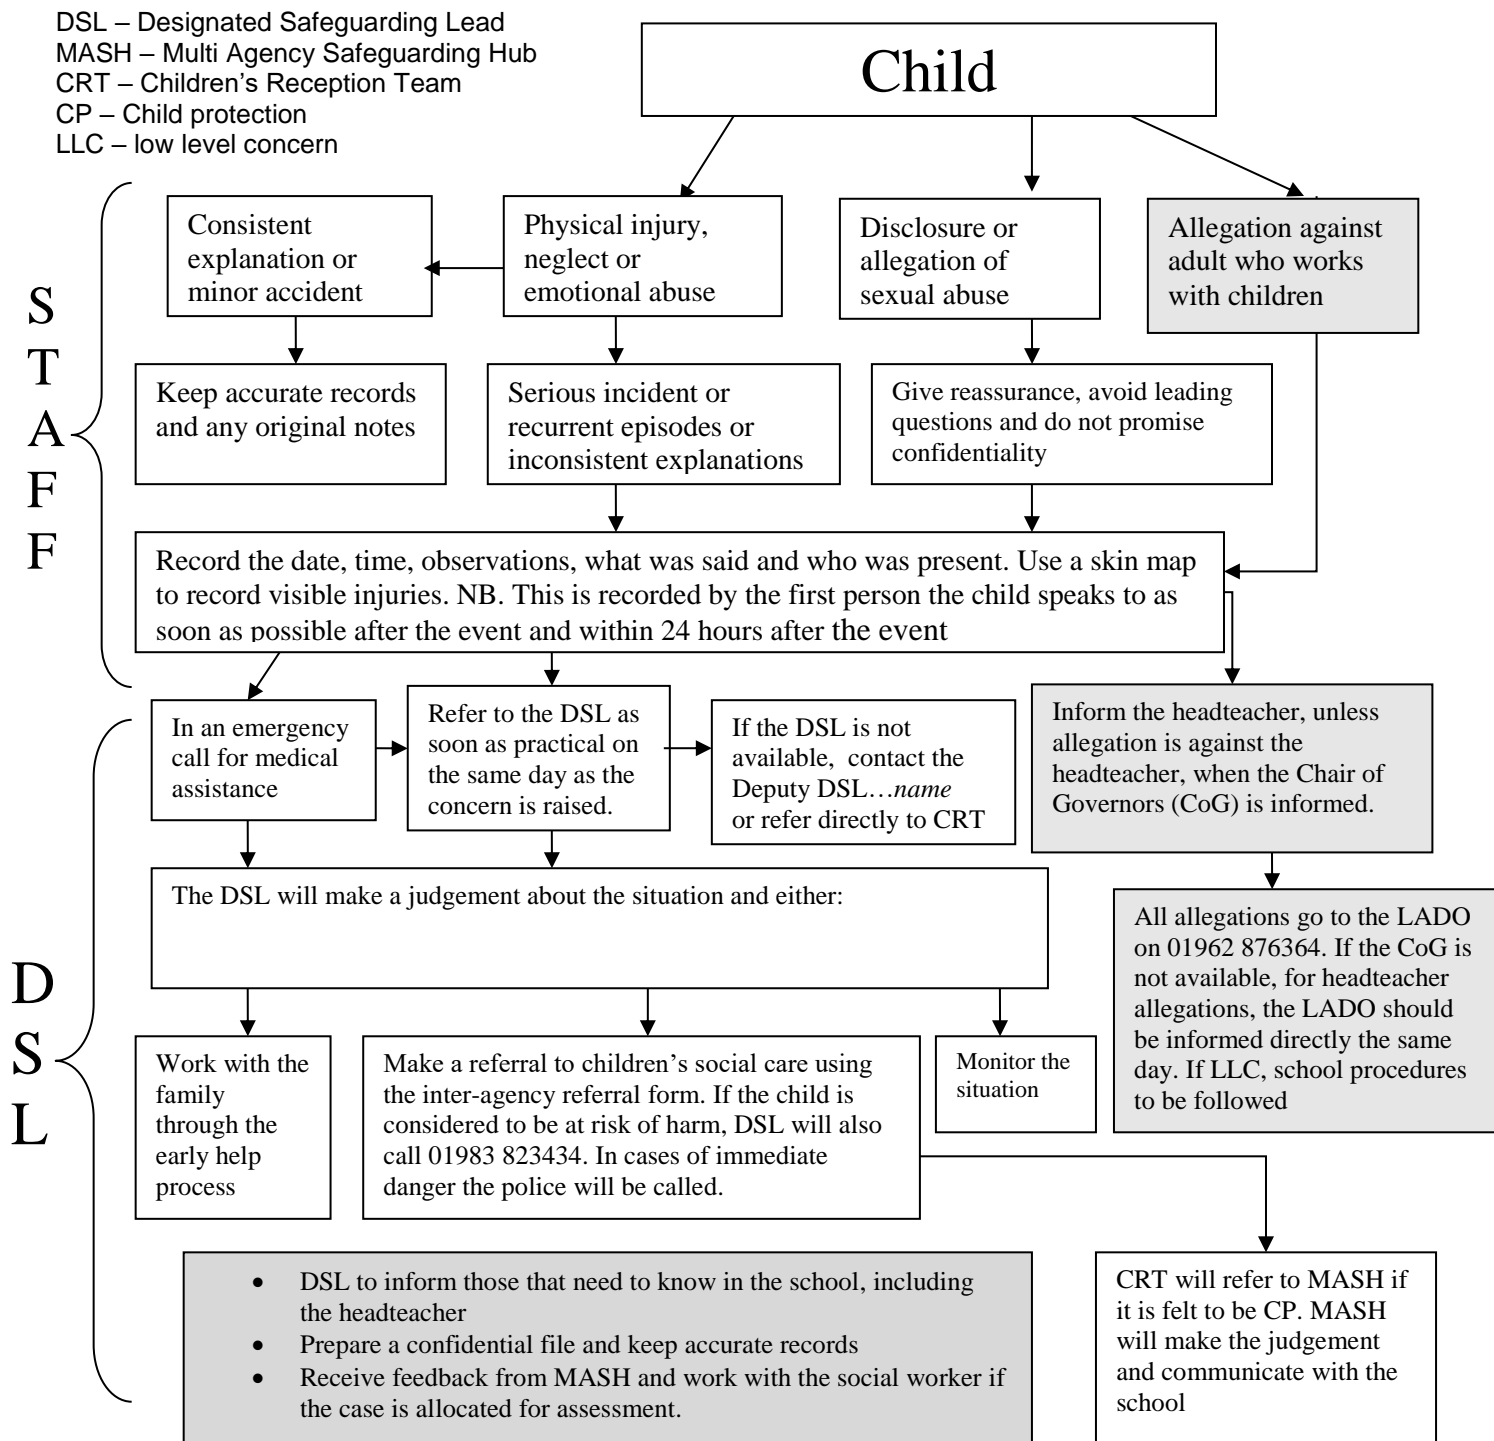 DSL – Designated Safeguarding Lead
MASH – Multi Agency Safeguarding Hub
CRT – Children's Reception Team
CP – Child protection
LLC – low level concern
Child
S
T
A
F
F
Consistent
explanation or
minor accident
Physical injury,
neglect or
emotional abuse
Disclosure or
allegation of
sexual abuse
Allegation against
adult who works
with children
Keep accurate records
and any original notes
Serious incident or
recurrent episodes or
inconsistent explanations
Give reassurance, avoid leading
questions and do not promise
confidentiality
Record the date, time, observations, what was said and who was present. Use a skin map
to record visible injuries. NB. This is recorded by the first person the child speaks to as
soon as possible after the event and within 24 hours after the event
D
S
L
In an emergency
call for medical
assistance
Refer to the DSL as
soon as practical on
the same day as the
concern is raised.
If the DSL is not
available, contact the
Deputy DSL…name
or refer directly to CRT
Inform the headteacher, unless
allegation is against the
headteacher, when the Chair of
Governors (CoG) is informed.
The DSL will make a judgement about the situation and either:
All allegations go to the LADO
on 01962 876364. If the CoG is
not available, for headteacher
allegations, the LADO should
be informed directly the same
day. If LLC, school procedures
to be followed
Work with the
family
through the
early help
process
Make a referral to children's social care using
the inter-agency referral form. If the child is
considered to be at risk of harm, DSL will also
call 01983 823434. In cases of immediate
danger the police will be called.
Monitor the
situation
• DSL to inform those that need to know in the school, including
the headteacher
• Prepare a confidential file and keep accurate records
• Receive feedback from MASH and work with the social worker if
the case is allocated for assessment.
CRT will refer to MASH if
it is felt to be CP. MASH
will make the judgement
and communicate with the
school